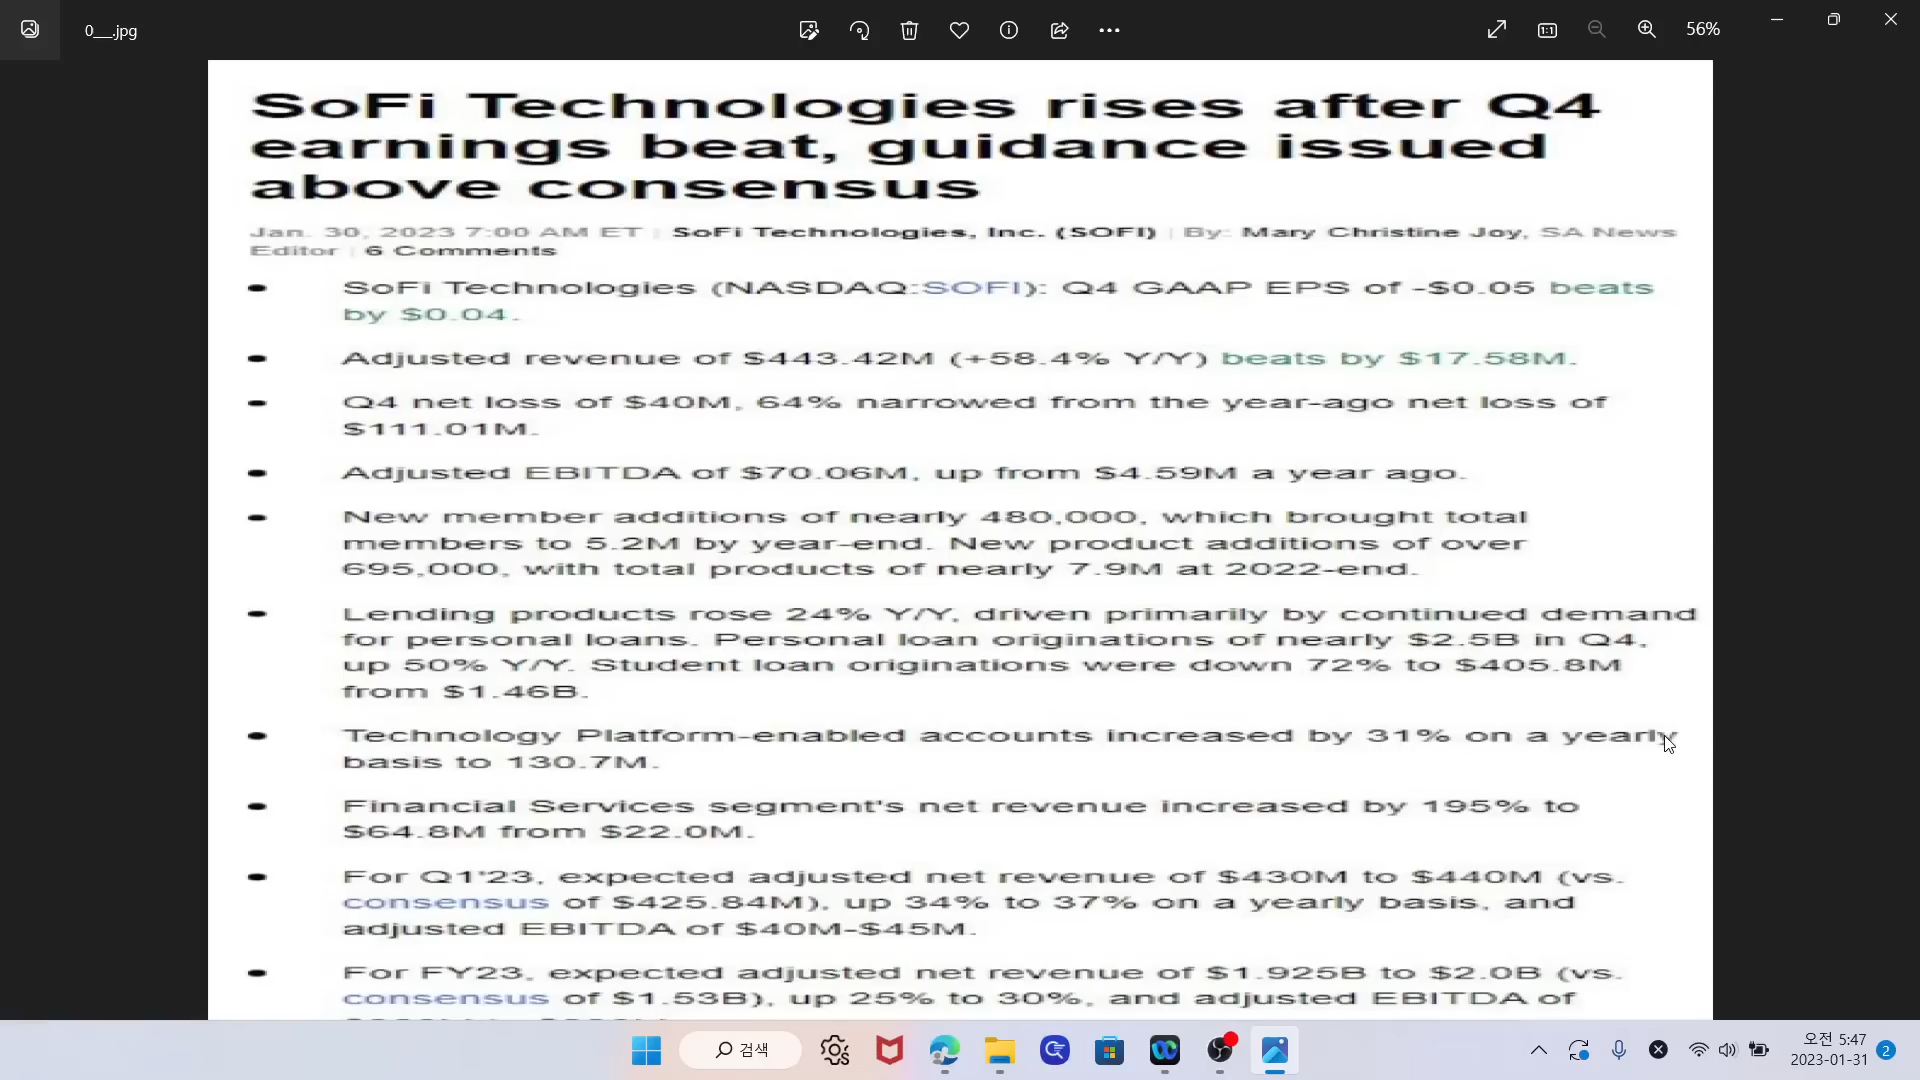 0__.jpg
56%
SoFi Technologies rises after Q4
earnings beat, guidance issued
above consensus
Jan. 30, 2023 7:00 AM ET | SoFi Technologies, Inc. (SOFI) | By: Mary Christine Joy, SA News
Editor | 6 Comments
• SoFi Technologies (NASDAQ:SOFI): Q4 GAAP EPS of -$0.05 beats
by $0.04.
• Adjusted revenue of $443.42M (+58.4% Y/Y) beats by $17.58M.
• Q4 net loss of $40M, 64% narrowed from the year-ago net loss of
$111.01M.
• Adjusted EBITDA of $70.06M, up from $4.59M a year ago.
• New member additions of nearly 480,000, which brought total
members to 5.2M by year-end. New product additions of over
695,000, with total products of nearly 7.9M at 2022-end.
• Lending products rose 24% Y/Y, driven primarily by continued demand
for personal loans. Personal loan originations of nearly $2.5B in Q4,
up 50% Y/Y. Student loan originations were down 72% to $405.8M
from $1.46B.
• Technology Platform-enabled accounts increased by 31% on a yearly
basis to 130.7M.
• Financial Services segment's net revenue increased by 195% to
$64.8M from $22.0M.
• For Q1'23, expected adjusted net revenue of $430M to $440M (vs.
consensus of $425.84M), up 34% to 37% on a yearly basis, and
adjusted EBITDA of $40M-$45M.
• For FY23, expected adjusted net revenue of $1.925B to $2.0B (vs.
consensus of $1.53B), up 25% to 30%, and adjusted EBITDA of
검색
오전 5:47
2023-01-31
2